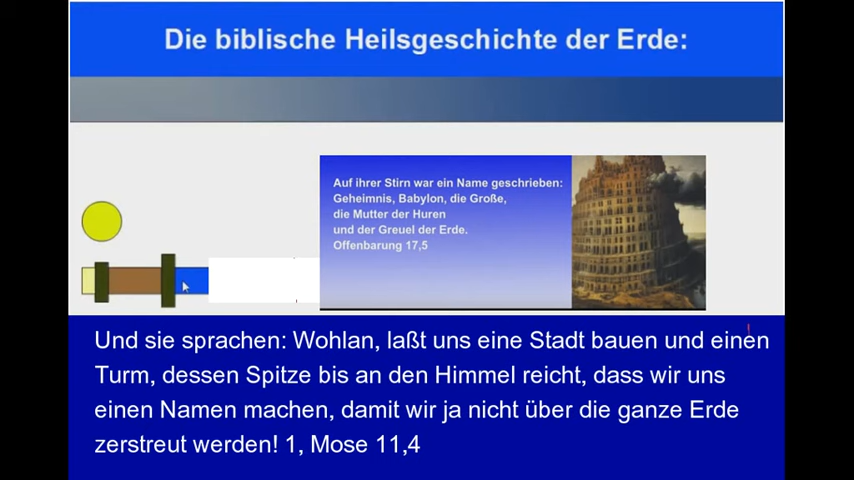 Die biblische Heilsgeschichte der Erde:
Auf ihrer Stirn war ein Name geschrieben:
Geheimnis, Babylon, die Große,
die Mutter der Huren
und der Greuel der Erde.
Offenbarung 17,5
Und sie sprachen: Wohlan, laßt uns eine Stadt bauen und einen
Turm, dessen Spitze bis an den Himmel reicht, dass wir uns
einen Namen machen, damit wir ja nicht über die ganze Erde
zerstreut werden! 1, Mose 11,4